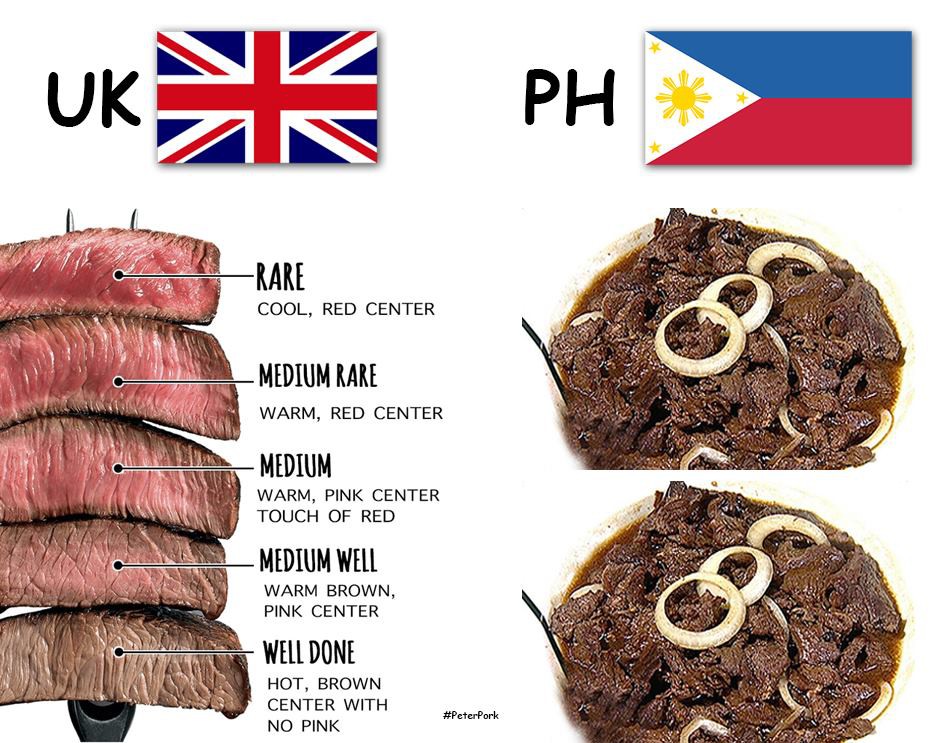 UK
PH
RARE
COOL, RED CENTER
MEDIUM RARE
WARM, RED CENTER
MEDIUM
WARM, PINK CENTER
TOUCH OF RED
MEDIUM WELL
WARM BROWN,
PINK CENTER
WELL DONE
HOT, BROWN
CENTER WITH
NO PINK
#PeterPork